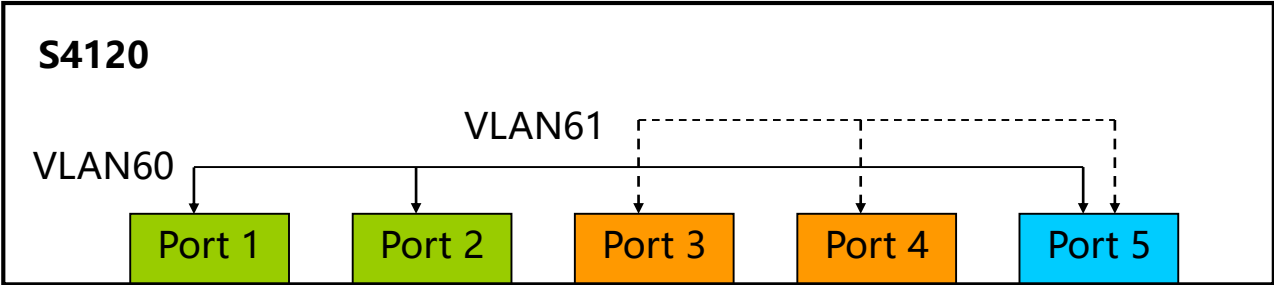 S4120
VLAN61
VLAN60
Port 1
Port 2
Port 3
Port 4
Port 5